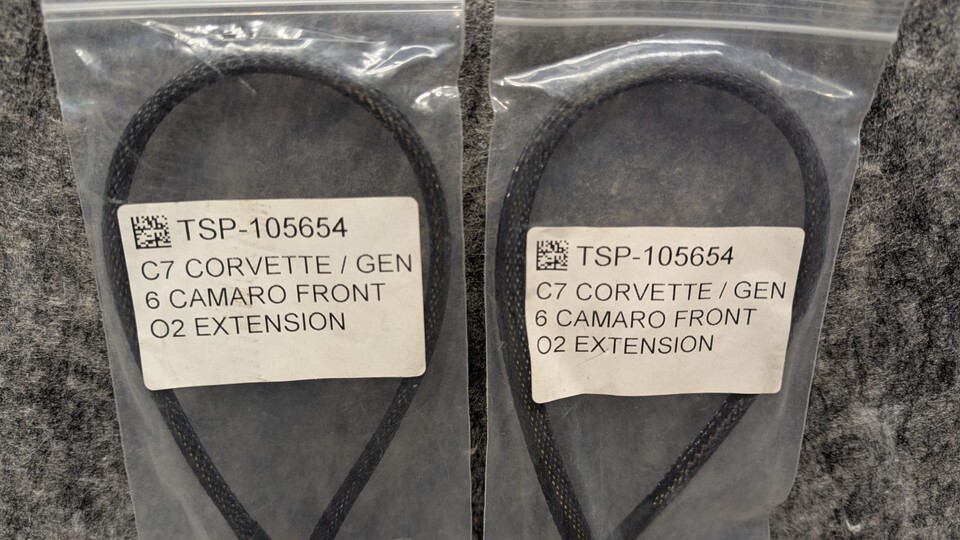 TSP-105654
C7 CORVETTE / GEN
6 CAMARO FRONT
O2 EXTENSION
TSP-105654
C7 CORVETTE / GEN
6 CAMARO FRONT
O2 EXTENSION